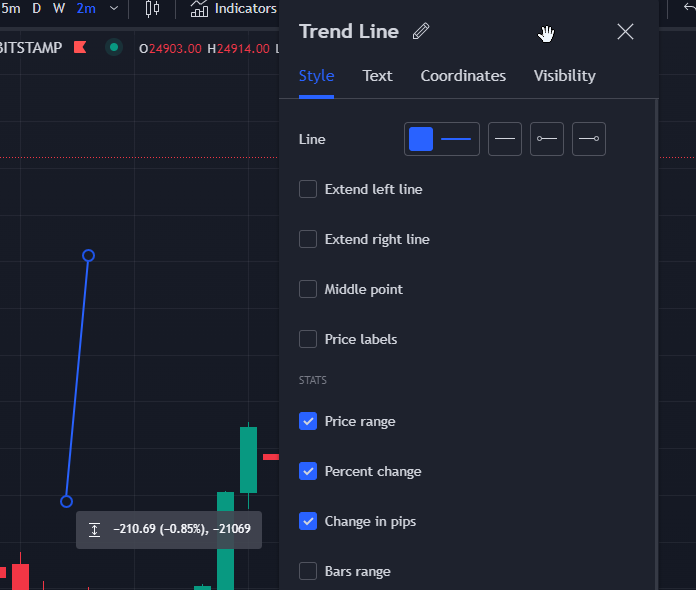 5m D W 2m Indicators
BITSTAMP O24903.00 H24914.00 L
Trend Line
Style Text Coordinates Visibility
Line
Extend left line
Extend right line
Middle point
Price labels
STATS
Price range
Percent change
Change in pips
−210.69 (−0.85%), −21069
Bars range